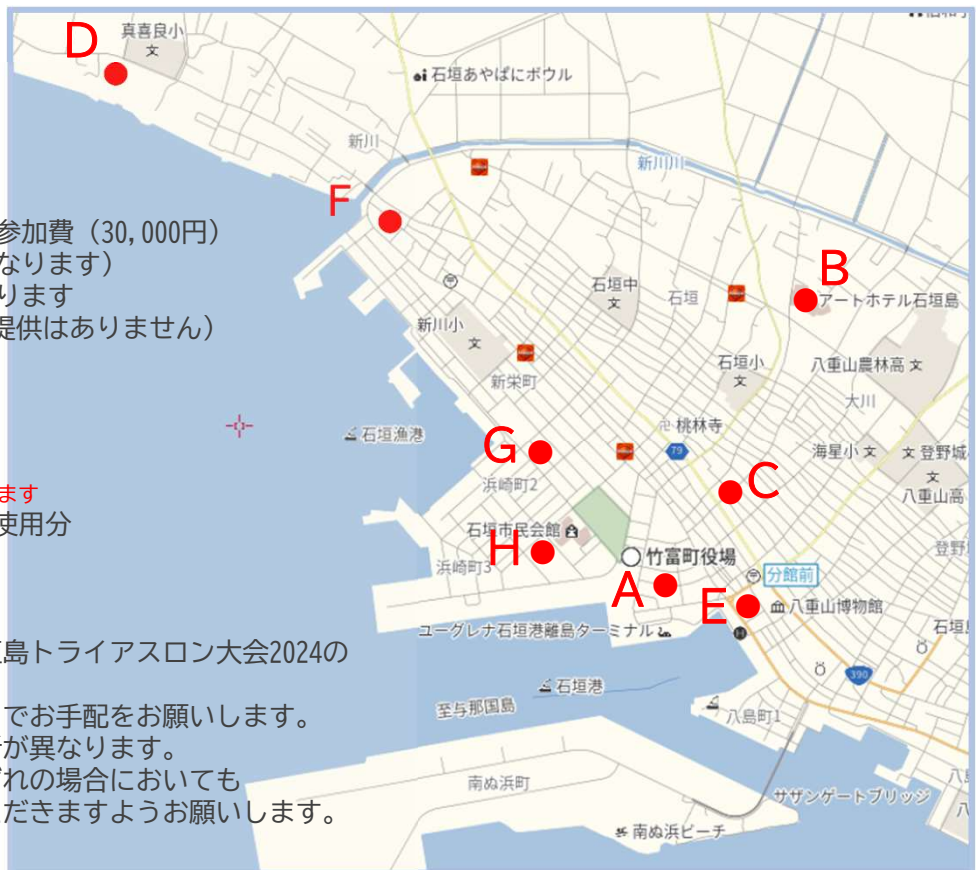 D
真喜良小
文
石垣あやぱにボウル
新川
新川川
F
参加費（30,000円）
なります）
ります
提供はありません）
B
アートホテル石垣島
石垣中
文
石垣
新川小
文
石垣小
文
八重山農林高 文
大川
新栄町
桃林寺
石垣漁港
79
海星小 文
文 登野城
文
八重山高
G
C
浜崎町2
ます
使用分
石垣市民会館
H
竹富町役場
浜崎町3
登野
分館前
A
E
八重山博物館
ユーグレナ石垣港離島ターミナル
石垣
島トライアスロン大会2024の
石垣港
390
でお手配をお願いします。
至与那国島
八島町1
が異なります。
ぞれの場合においても
南ぬ浜町
だきますようお願いします。
サザンゲートブリッジ
南ぬ浜ビーチ